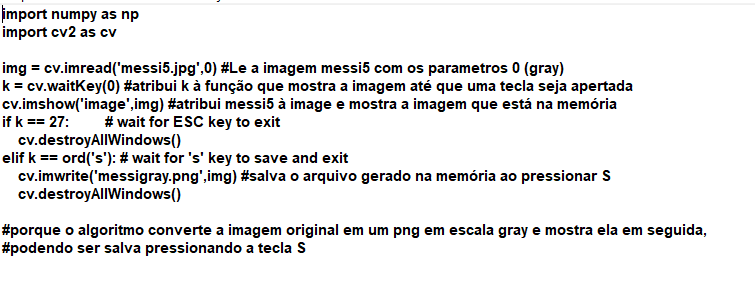 import numpy as np
import cv2 as cv
img = cv.imread('messi5.jpg',0) #Le a imagem messi5 com os parametros 0 (gray)
k = cv.waitKey(0) #atribui k à função que mostra a imagem até que uma tecla seja apertada
cv.imshow('image',img) #atribui messi5 à image e mostra a imagem que está na memória
if k == 27:         # wait for ESC key to exit
    cv.destroyAllWindows()
elif k == ord('s'): # wait for 's' key to save and exit
    cv.imwrite('messigray.png',img) #salva o arquivo gerado na memória ao pressionar S
    cv.destroyAllWindows()
#porque o algoritmo converte a imagem original em um png em escala gray e mostra ela em seguida,
#podendo ser salva pressionando a tecla S